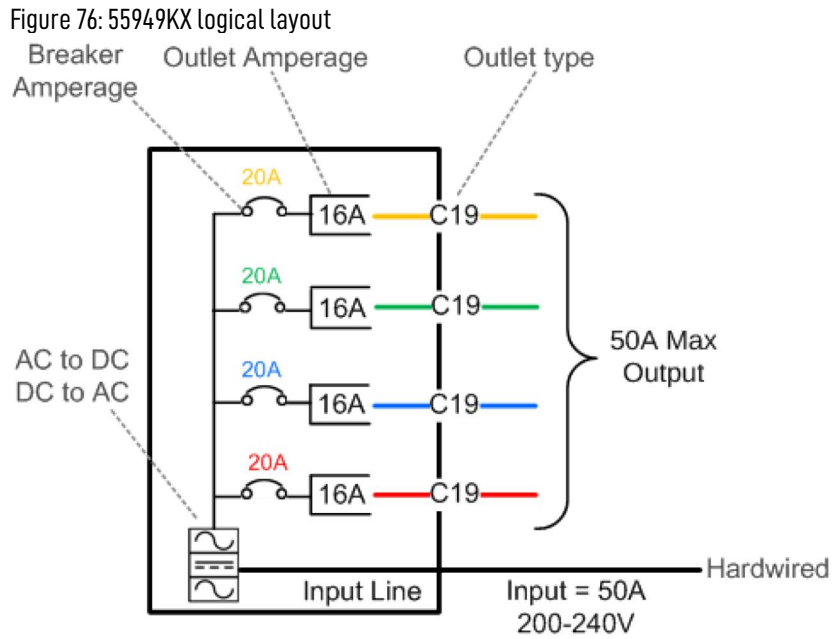 Figure 76: 55949KX logical layout
Breaker
Amperage
Outlet Amperage
Outlet type
20A
16A
C19
20A
16A
C19
20A
16A
C19
20A
16A
C19
50A Max
Output
AC to DC
DC to AC
Input Line
Input = 50A
200-240V
Hardwired